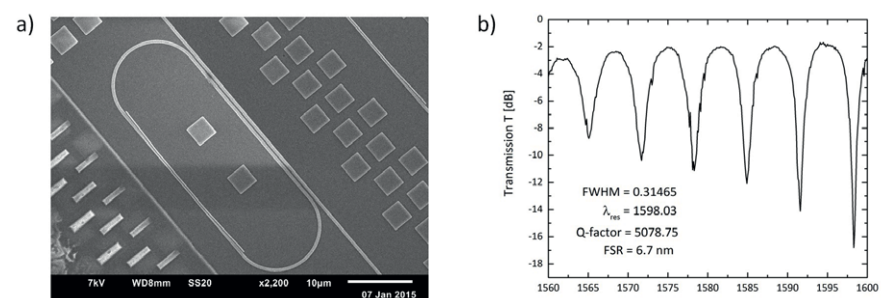 a)
7kV WD8mm SS20 x2,200 10µm
07 Jan 2015
b)
Transmission T [dB]
-2
-4
-6
-8
-10
-12
-14
-16
-18
FWHM = 0.31465
λres = 1598.03
Q-factor = 5078.75
FSR = 6.7 nm
1560 1565 1570 1575 1580 1585 1590 1595 1600